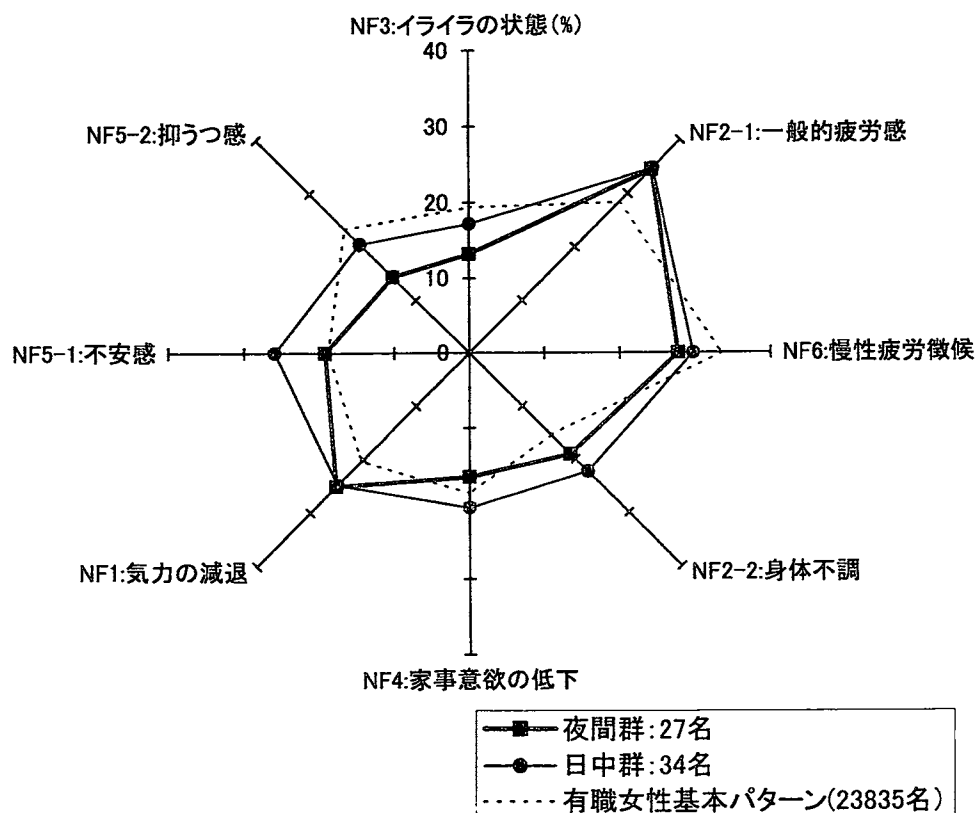 NF3:イライラの状態(%)
40
NF5-2:抑うつ感
NF2-1:一般的疲労感
30
20
10
NF5-1:不安感
0
NF6:慢性疲労徴候
NF1:気力の減退
NF2-2:身体不調
NF4:家事意欲の低下
夜間群:27名
日中群:34名
有職女性基本パターン(23835名)